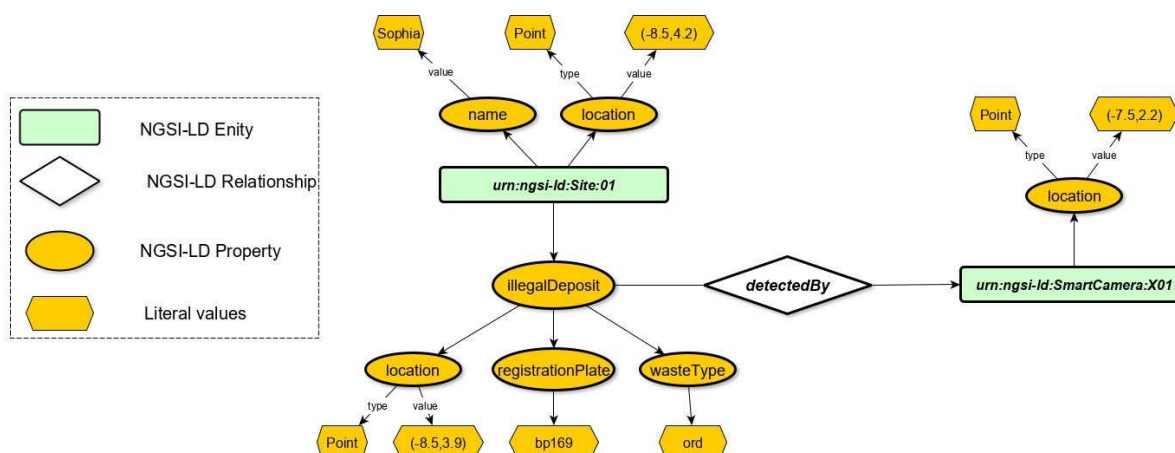 NGSI-LD Enity
NGSI-LD Relationship
NGSI-LD Property
Literal values
Sophia
Point
(-8.5,4.2)
value
type
value
name
location
urn:ngsi-ld:Site:01
Point
(-7.5,2.2)
type
value
location
illegalDeposit
detectedBy
urn:ngsi-ld:SmartCamera:X01
location
registrationPlate
wasteType
type
value
Point
(-8.5,3.9)
bp169
ord